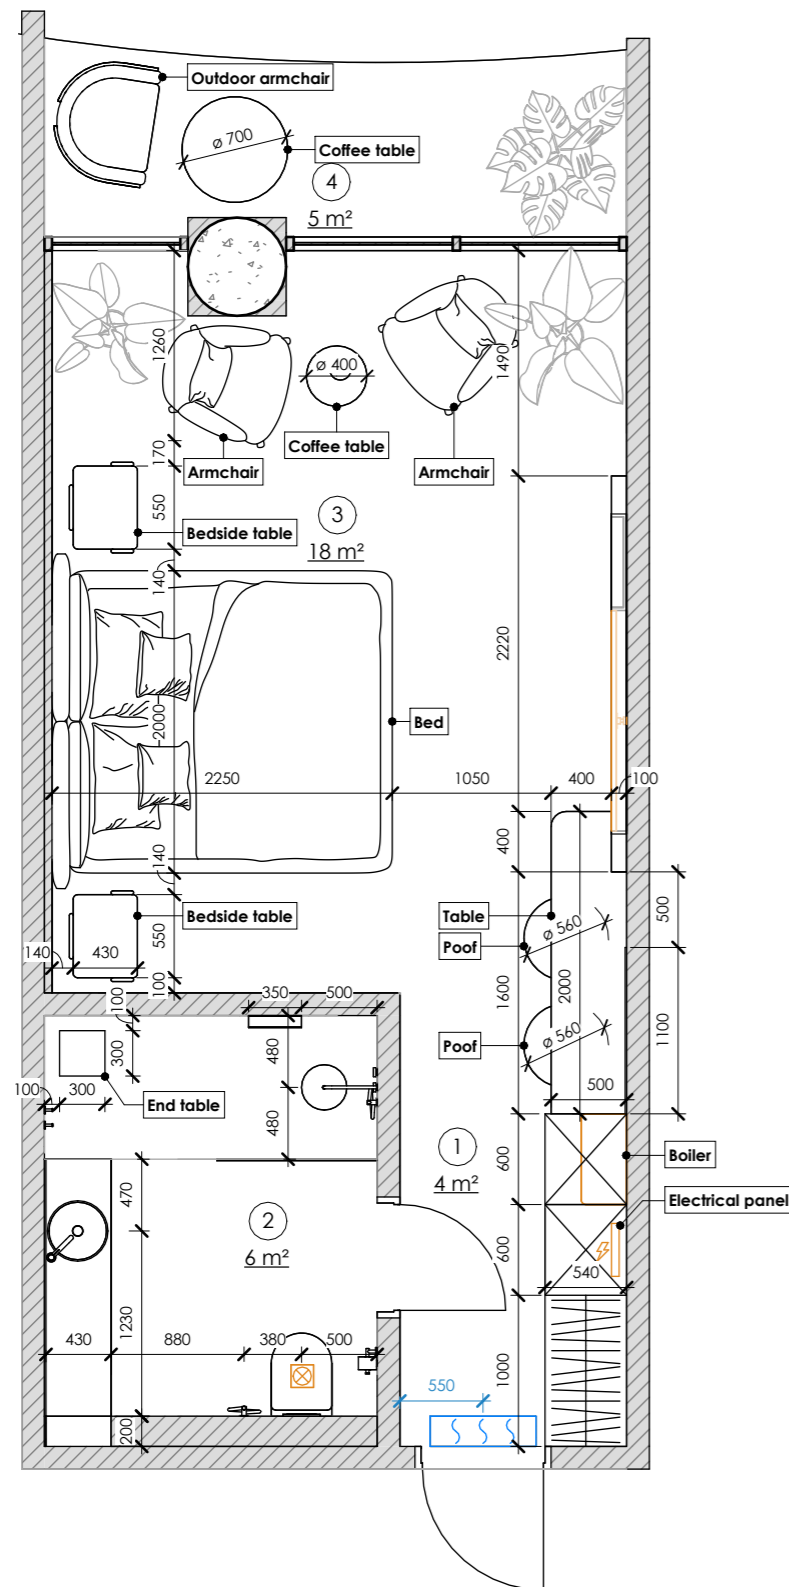 Outdoor armchair
ø 700
Coffee table
4
5 m²
1260
1490
ø 400
Coffee table
Armchair
Armchair
170
550
Bedside table
3
18 m²
140
2220
2000
Bed
2250
1050
400
100
400
140
Bedside table
550
Table
ø 560
500
Poof
140
430
100
1600
2000
1100
100
350
500
300
480
Poof
ø 560
100
300
End table
480
500
1
4 m²
600
Boiler
470
Electrical panel
2
6 m²
600
540
1230
430
880
380
500
1000
550
200